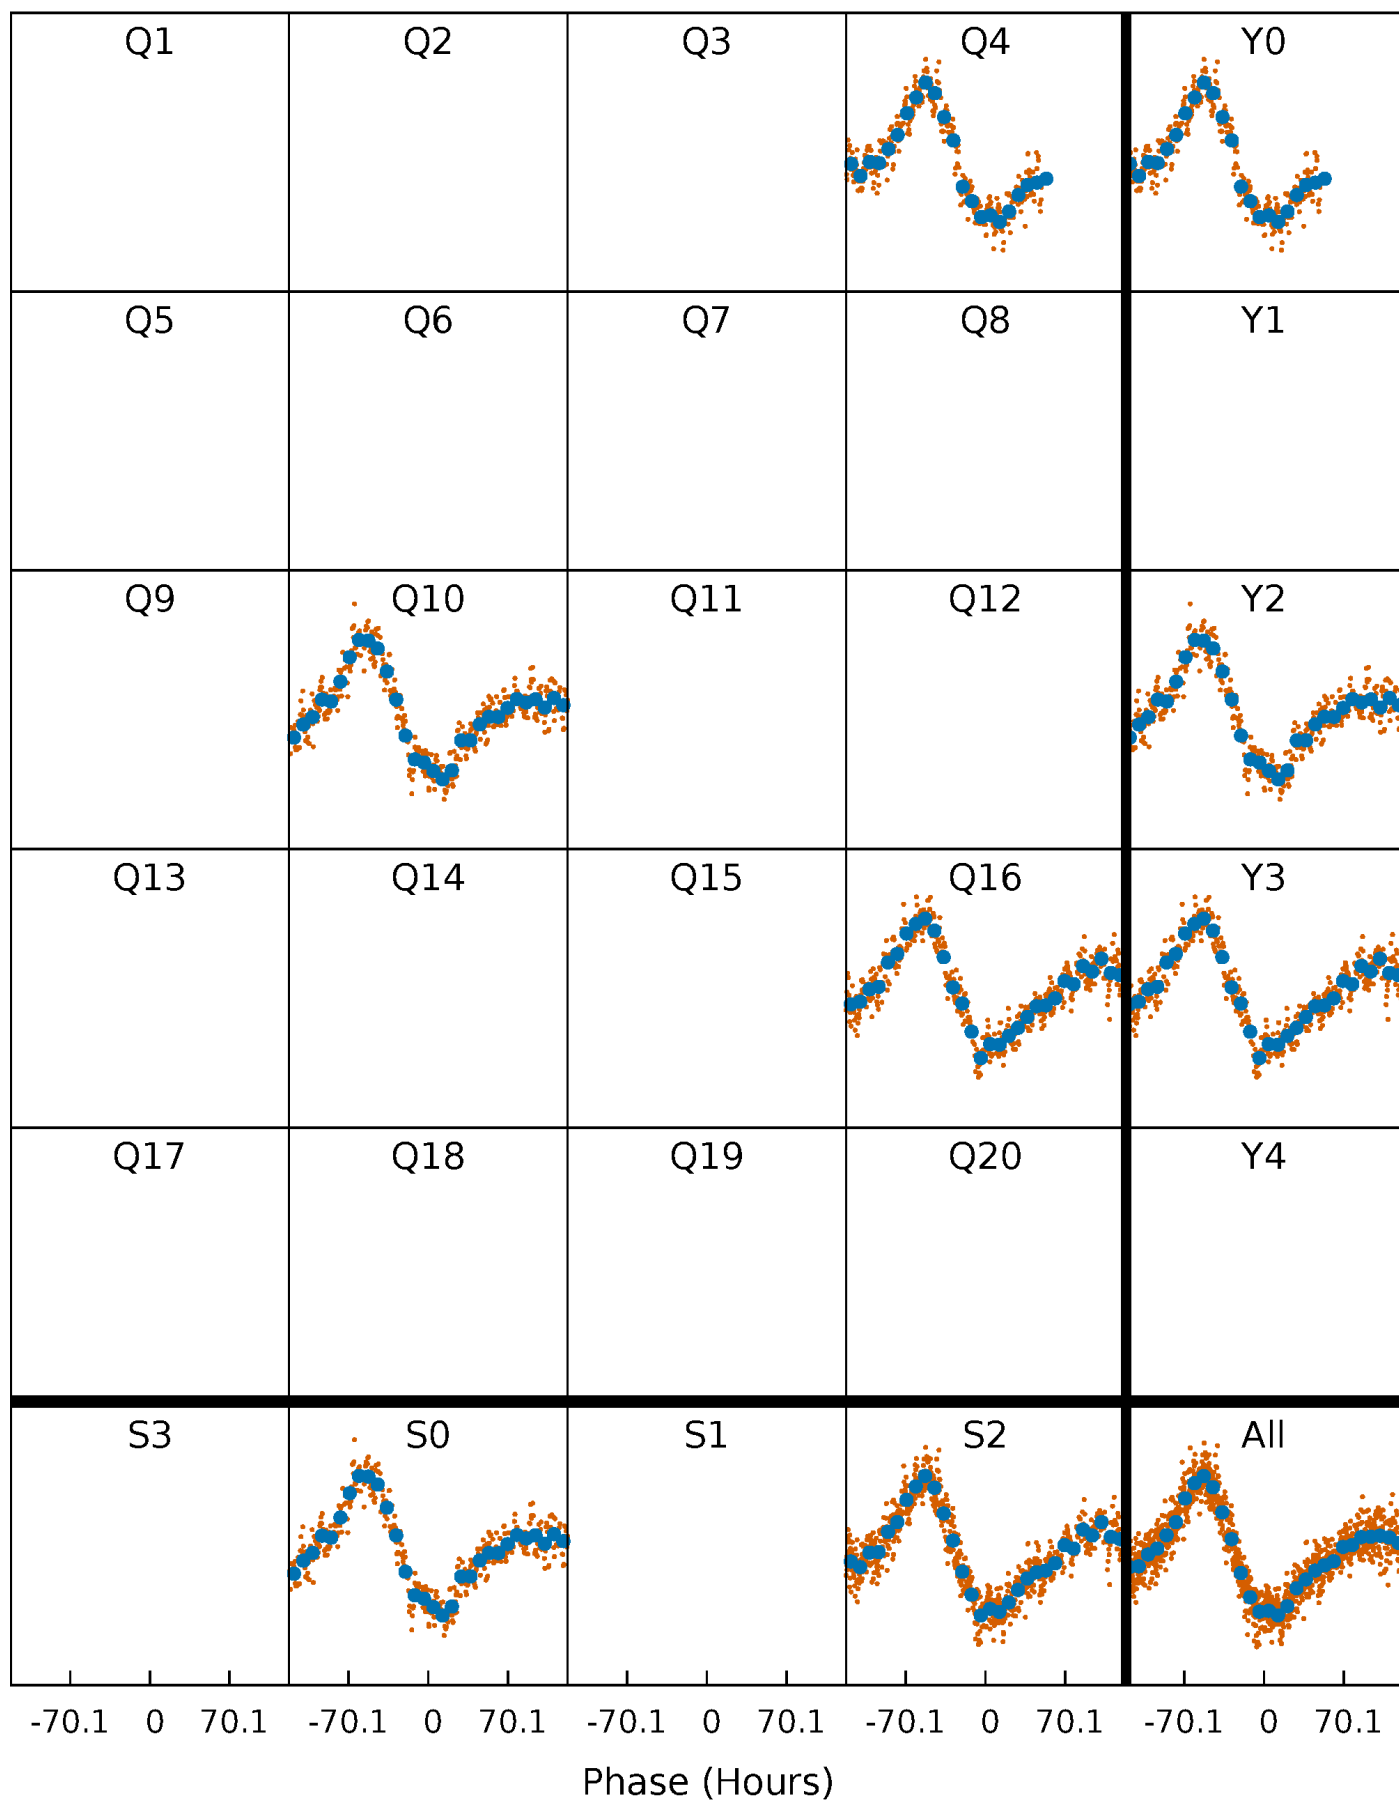 Q1 Q2 Q3 Q4 Y0
Q5 Q6 Q7 Q8 Y1
Q9 Q10 Q11 Q12 Y2
Q13 Q14 Q15 Q16 Y3
Q17 Q18 Q19 Q20 Y4
S3 S0 S1 S2 All
-70.1 0 70.1 -70.1 0 70.1 -70.1 0 70.1 -70.1 0 70.1 -70.1 0 70.1
Phase (Hours)